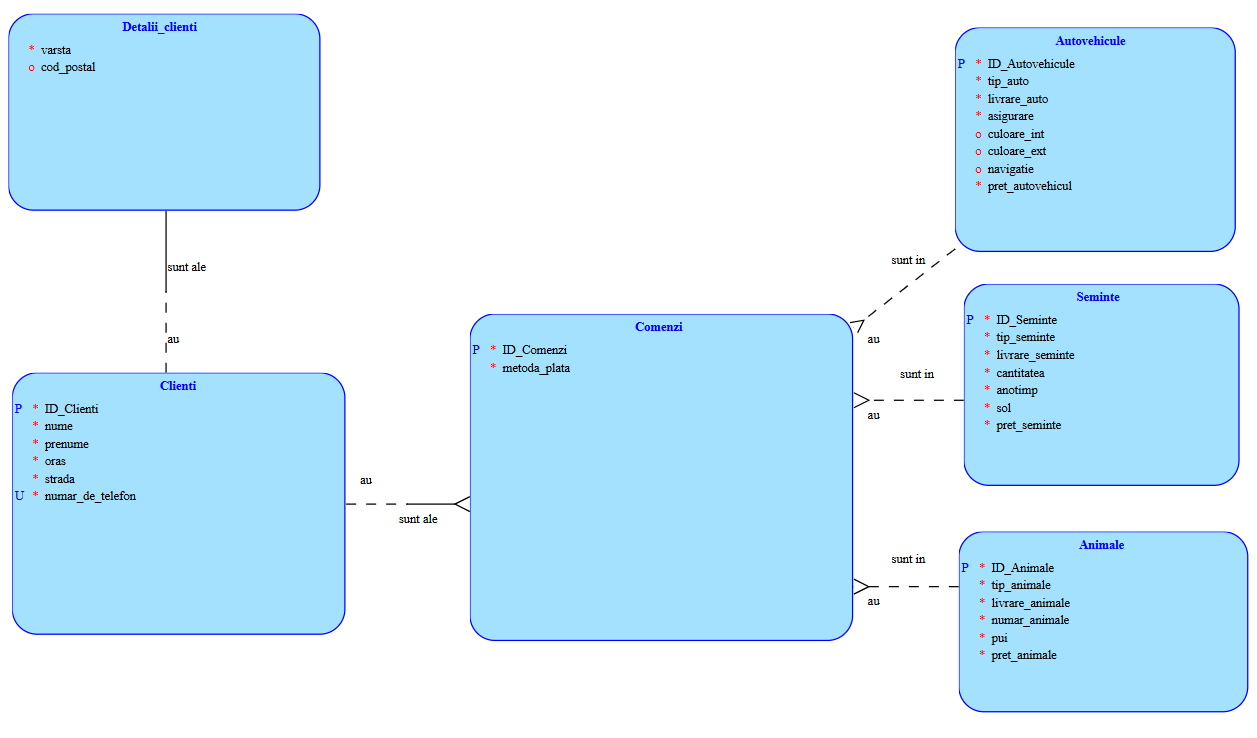 Detalii_clienti
* varsta
o cod_postal
sunt ale
au
Clienti
P * ID_Clienti
* nume
* prenume
* oras
* strada
U * numar_de_telefon
au
sunt ale
Comenzi
P * ID_Comenzi
* metoda_plata
Autovehicule
P * ID_Autovehicule
* tip_auto
* livrare_auto
* asigurare
o culoare_int
o culoare_ext
o navigatie
* pret_autovehicul
sunt in
au
Seminte
P * ID_Seminte
* tip_seminte
* livrare_seminte
* cantitatea
* anotimp
* sol
* pret_seminte
sunt in
au
Animale
P * ID_Animale
* tip_animale
* livrare_animale
* numar_animale
* pui
* pret_animale
sunt in
au